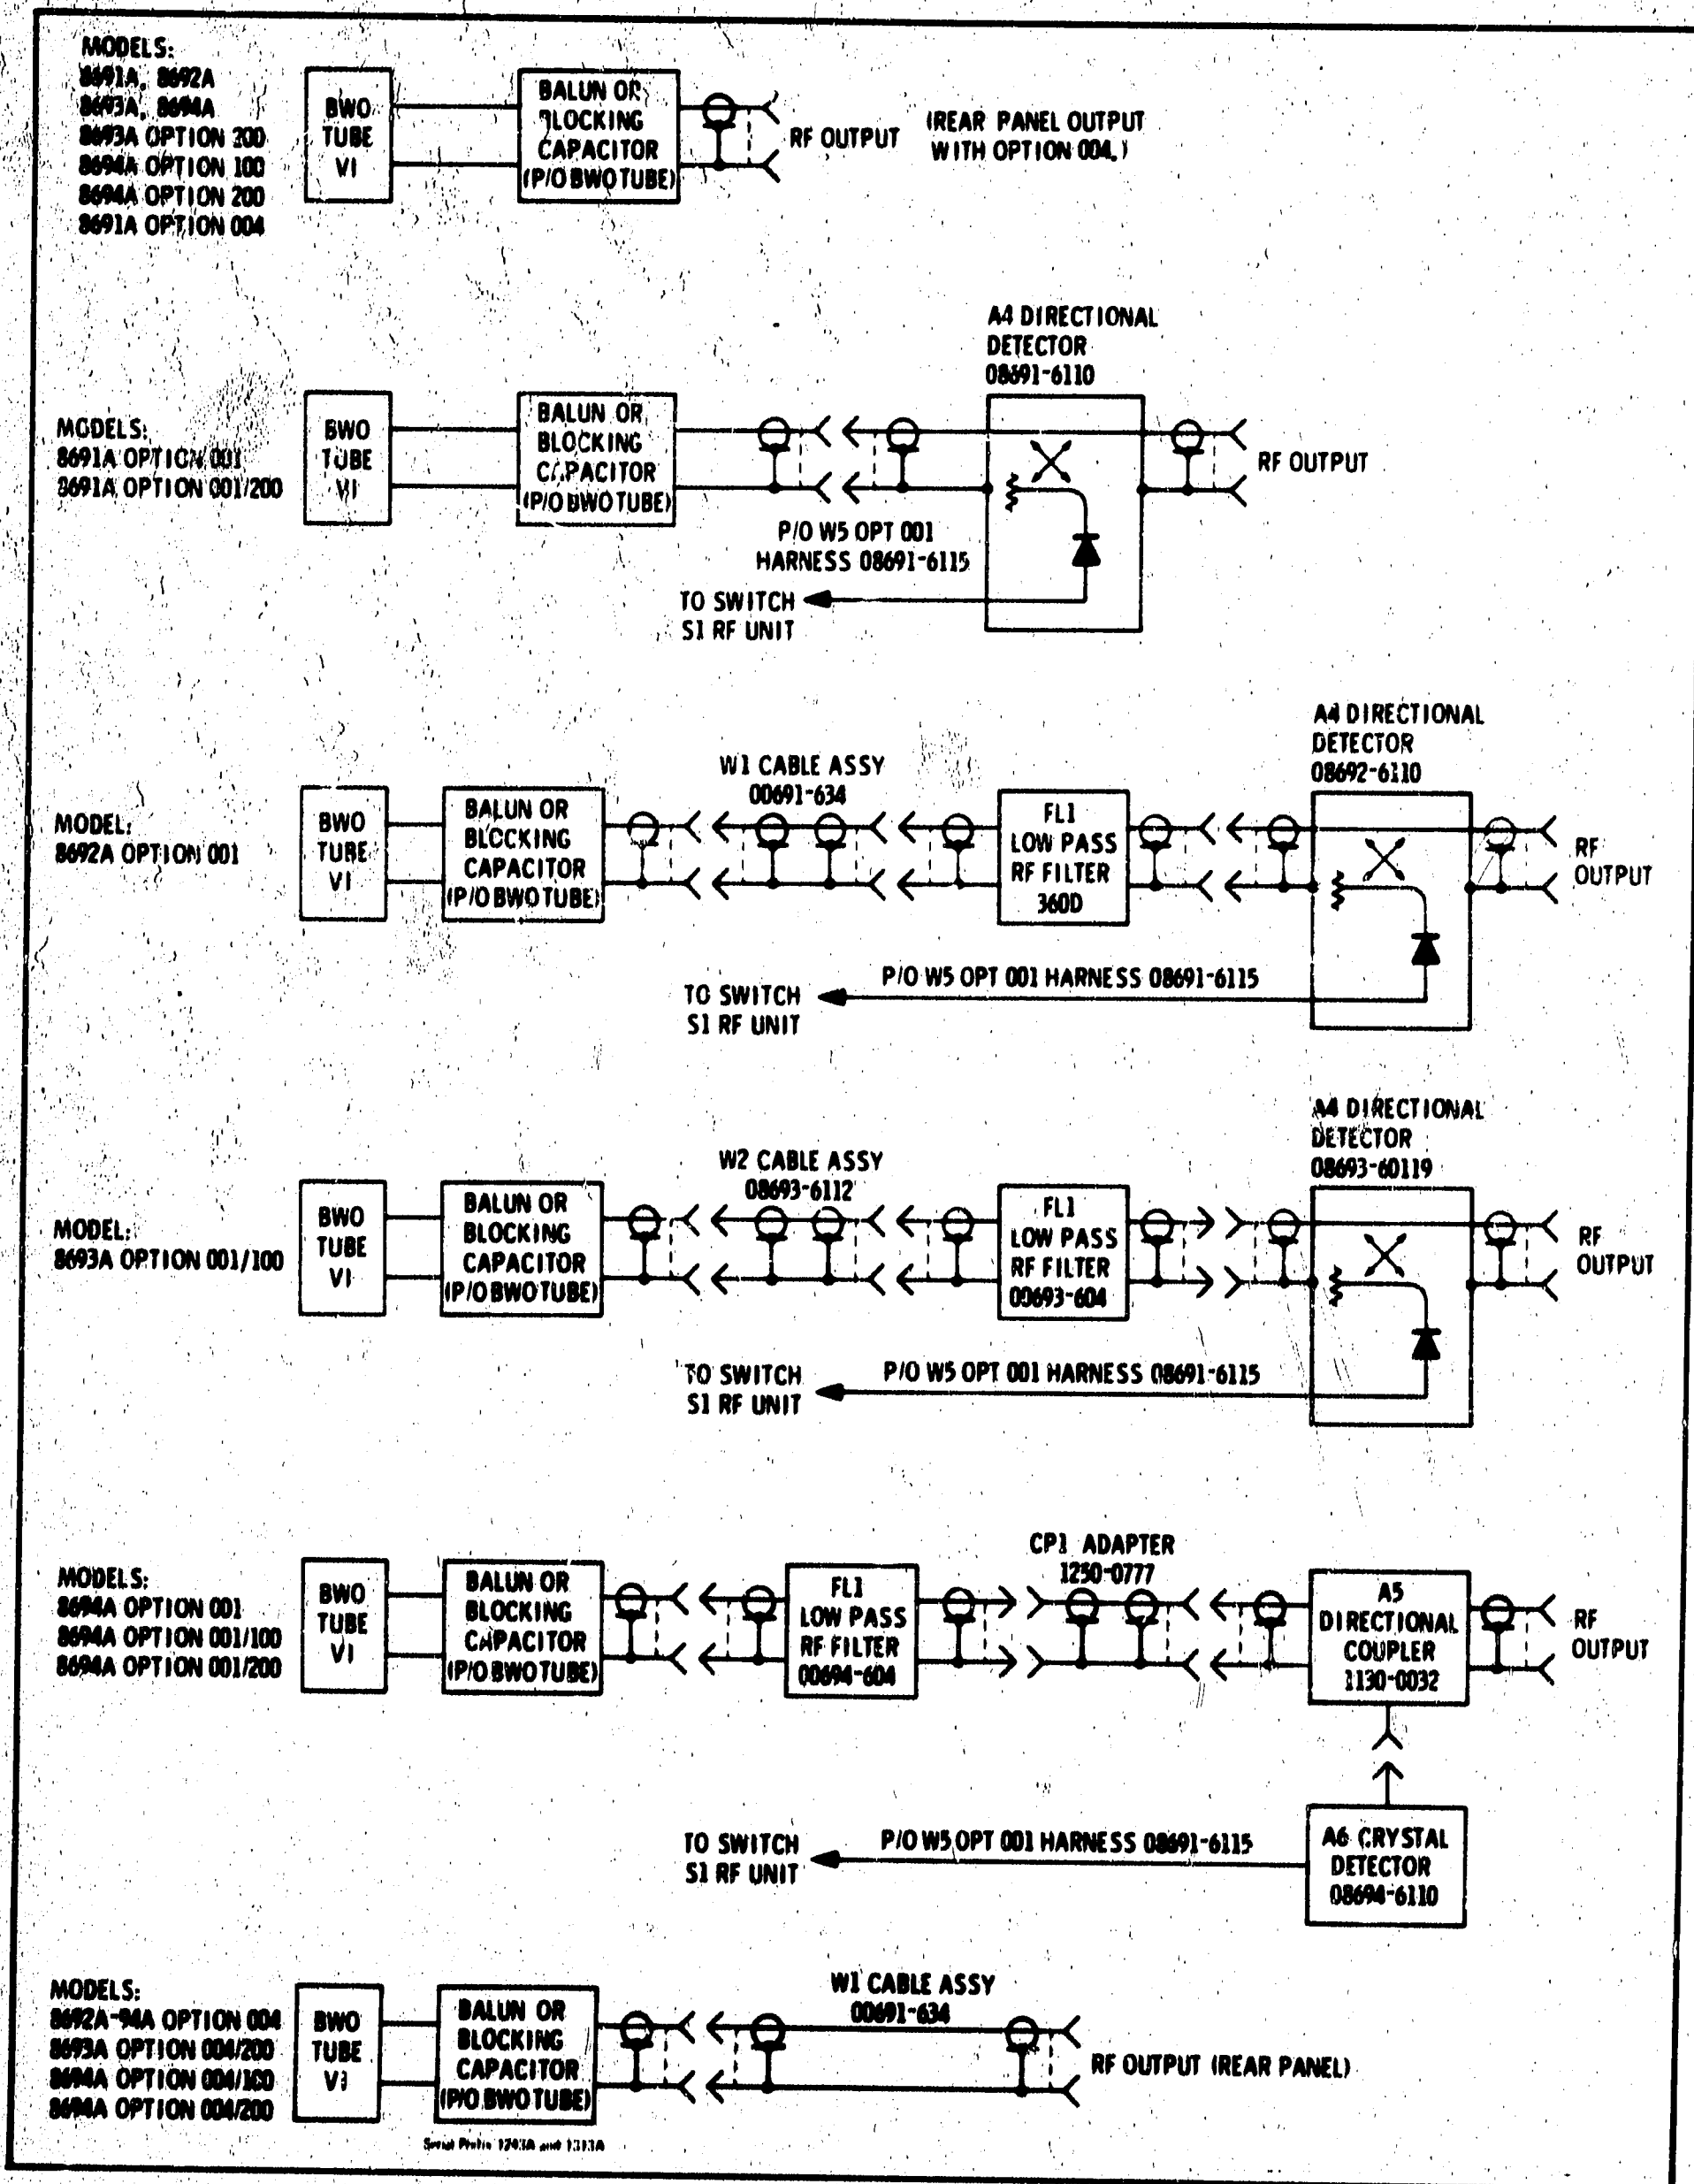 MODELS:
8691A, 8692A
8693A, 8694A
8693A OPTION 200
8694A OPTION 100
8694A OPTION 200
8691A OPTION 004
BWO
TUBE
V1
BALUN OR
BLOCKING
CAPACITOR
(P/O BWO TUBE)
RF OUTPUT
(REAR PANEL OUTPUT
WITH OPTION 004.)
MODELS:
8691A OPTION 001
8691A OPTION 001/200
BWO
TUBE
V1
BALUN OR
BLOCKING
CAPACITOR
(P/O BWO TUBE)
A4 DIRECTIONAL
DETECTOR
08691-6110
RF OUTPUT
P/O W5 OPT 001
HARNESS 08691-6115
TO SWITCH
S1 RF UNIT
MODEL:
8692A OPTION 001
BWO
TUBE
V1
BALUN OR
BLOCKING
CAPACITOR
(P/O BWO TUBE)
W1 CABLE ASSY
00691-634
FL1
LOW PASS
RF FILTER
360D
A4 DIRECTIONAL
DETECTOR
08692-6110
RF
OUTPUT
P/O W5 OPT 001 HARNESS 08691-6115
TO SWITCH
S1 RF UNIT
MODEL:
8693A OPTION 001/100
BWO
TUBE
V1
BALUN OR
BLOCKING
CAPACITOR
(P/O BWO TUBE)
W2 CABLE ASSY
08693-6112
FL1
LOW PASS
RF FILTER
00693-604
A4 DIRECTIONAL
DETECTOR
08693-60119
RF
OUTPUT
P/O W5 OPT 001 HARNESS 08691-6115
TO SWITCH
S1 RF UNIT
MODELS:
8694A OPTION 001
8694A OPTION 001/100
8694A OPTION 001/200
BWO
TUBE
V1
BALUN OR
BLOCKING
CAPACITOR
(P/O BWO TUBE)
FL1
LOW PASS
RF FILTER
00694-604
CP1 ADAPTER
1250-0777
A5
DIRECTIONAL
COUPLER
1130-0032
RF
OUTPUT
P/O W5 OPT 001 HARNESS 08691-6115
TO SWITCH
S1 RF UNIT
A6 CRYSTAL
DETECTOR
08694-6110
MODELS:
8692A-94A OPTION 004
8693A OPTION 004/200
8694A OPTION 004/100
8694A OPTION 004/200
BWO
TUBE
V1
BALUN OR
BLOCKING
CAPACITOR
(P/O BWO TUBE)
W1 CABLE ASSY
00691-634
RF OUTPUT (REAR PANEL)
Serial Prefix and 1313A